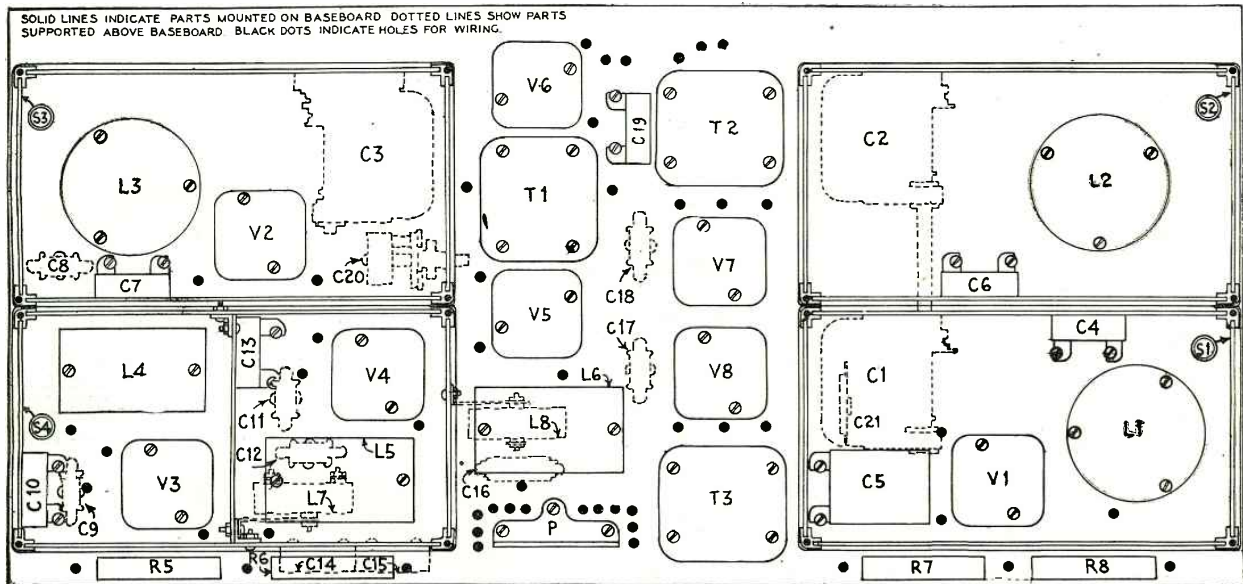 SOLID LINES INDICATE PARTS MOUNTED ON BASEBOARD DOTTED LINES SHOW PARTS
SUPPORTED ABOVE BASEBOARD. BLACK DOTS INDICATE HOLES FOR WIRING.
S3
C3
L3
V2
C8
C7
C20
V6
C19
T2
T1
C18
V7
V5
C17
C2
S2
L2
C6
L4
C13
V4
C11
S4
C12
L5
V3
C10
C9
L7
L6
L8
C16
V8
T3
P
C4
S1
C1
C21
L1
C5
V1
R5
R6
C14
C15
R7
R8